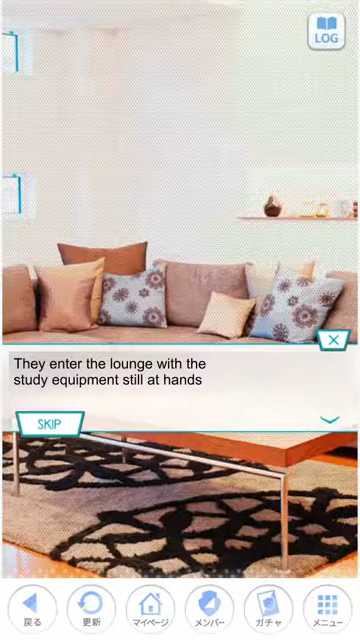 LOG
They enter the lounge with the
study equipment still at hands
SKIP
戻る
更新
マイページ
メンバー
ガチャ
メニュー